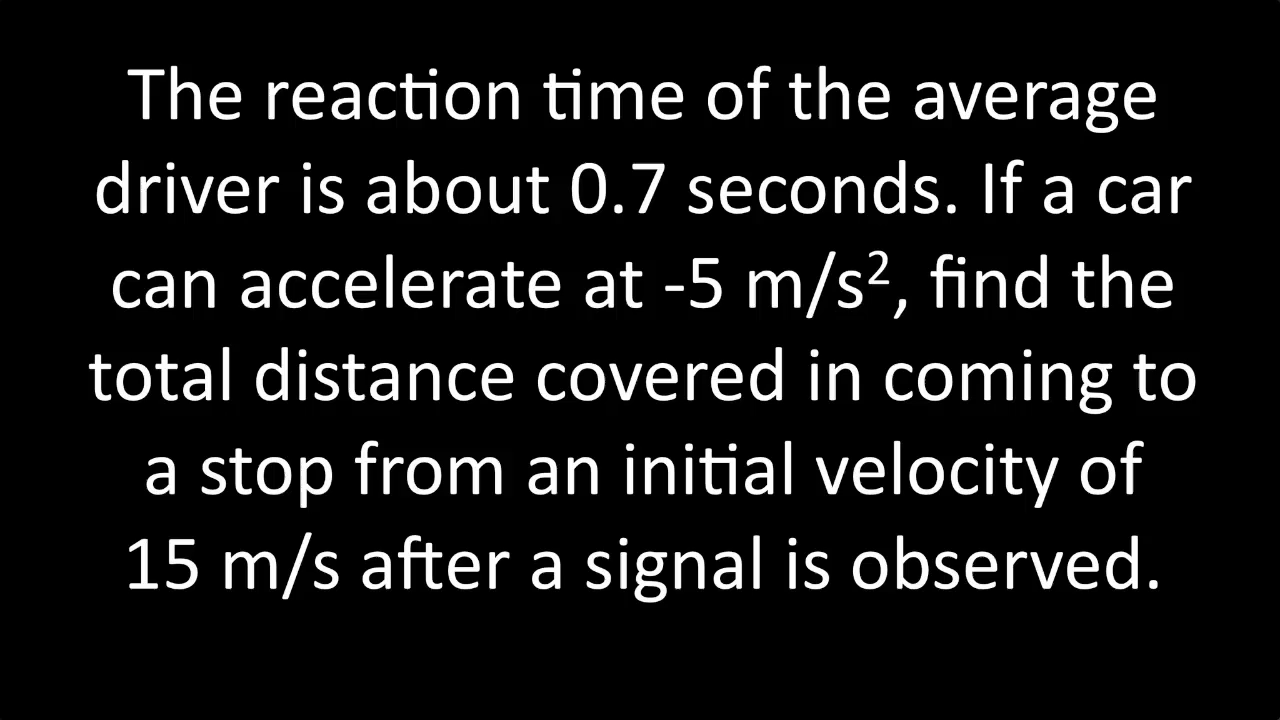 The reaction time of the average
driver is about 0.7 seconds. If a car
can accelerate at -5 m/s², find the
total distance covered in coming to
a stop from an initial velocity of
15 m/s after a signal is observed.